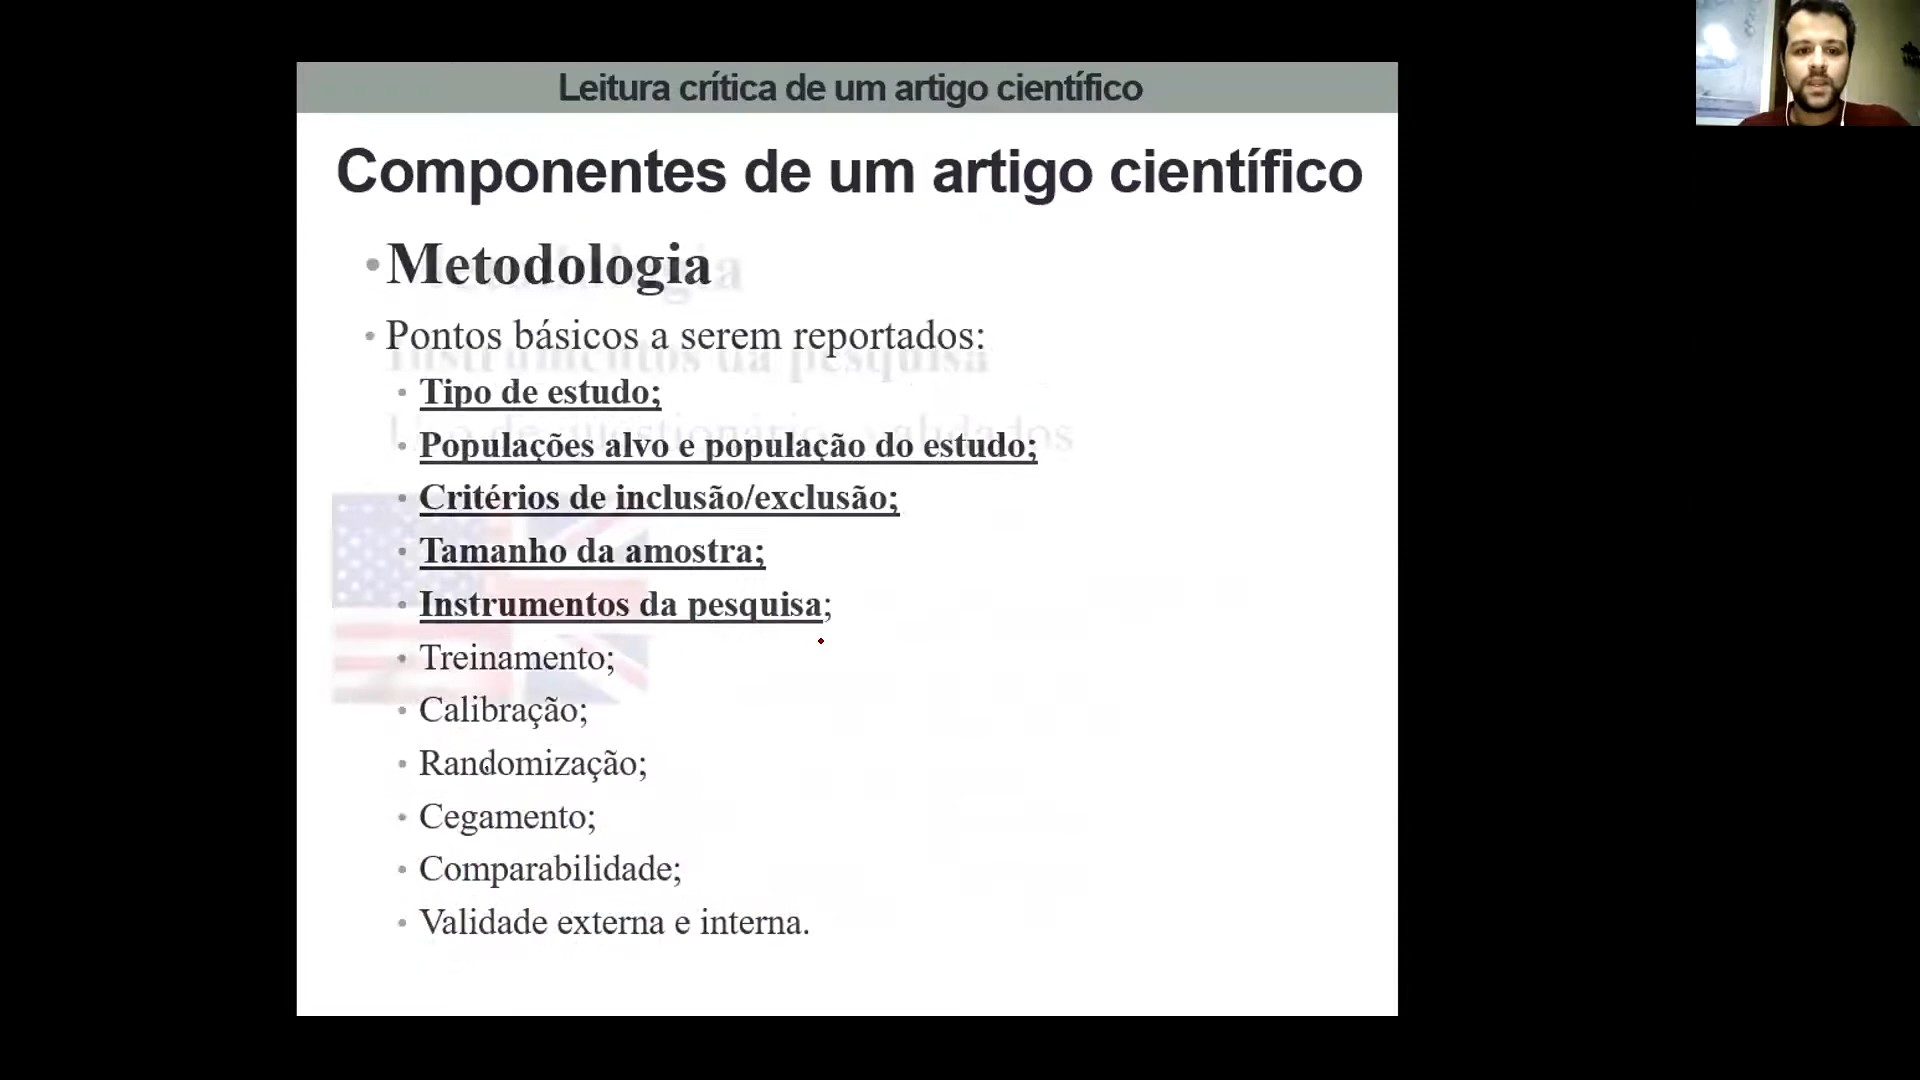 Leitura crítica de um artigo científico
Componentes de um artigo científico
•Metodologia
• Pontos básicos a serem reportados:
• Tipo de estudo;
• Populações alvo e população do estudo;
• Critérios de inclusão/exclusão;
• Tamanho da amostra;
• Instrumentos da pesquisa;
• Treinamento;
• Calibração;
• Randomização;
• Cegamento;
• Comparabilidade;
• Validade externa e interna.